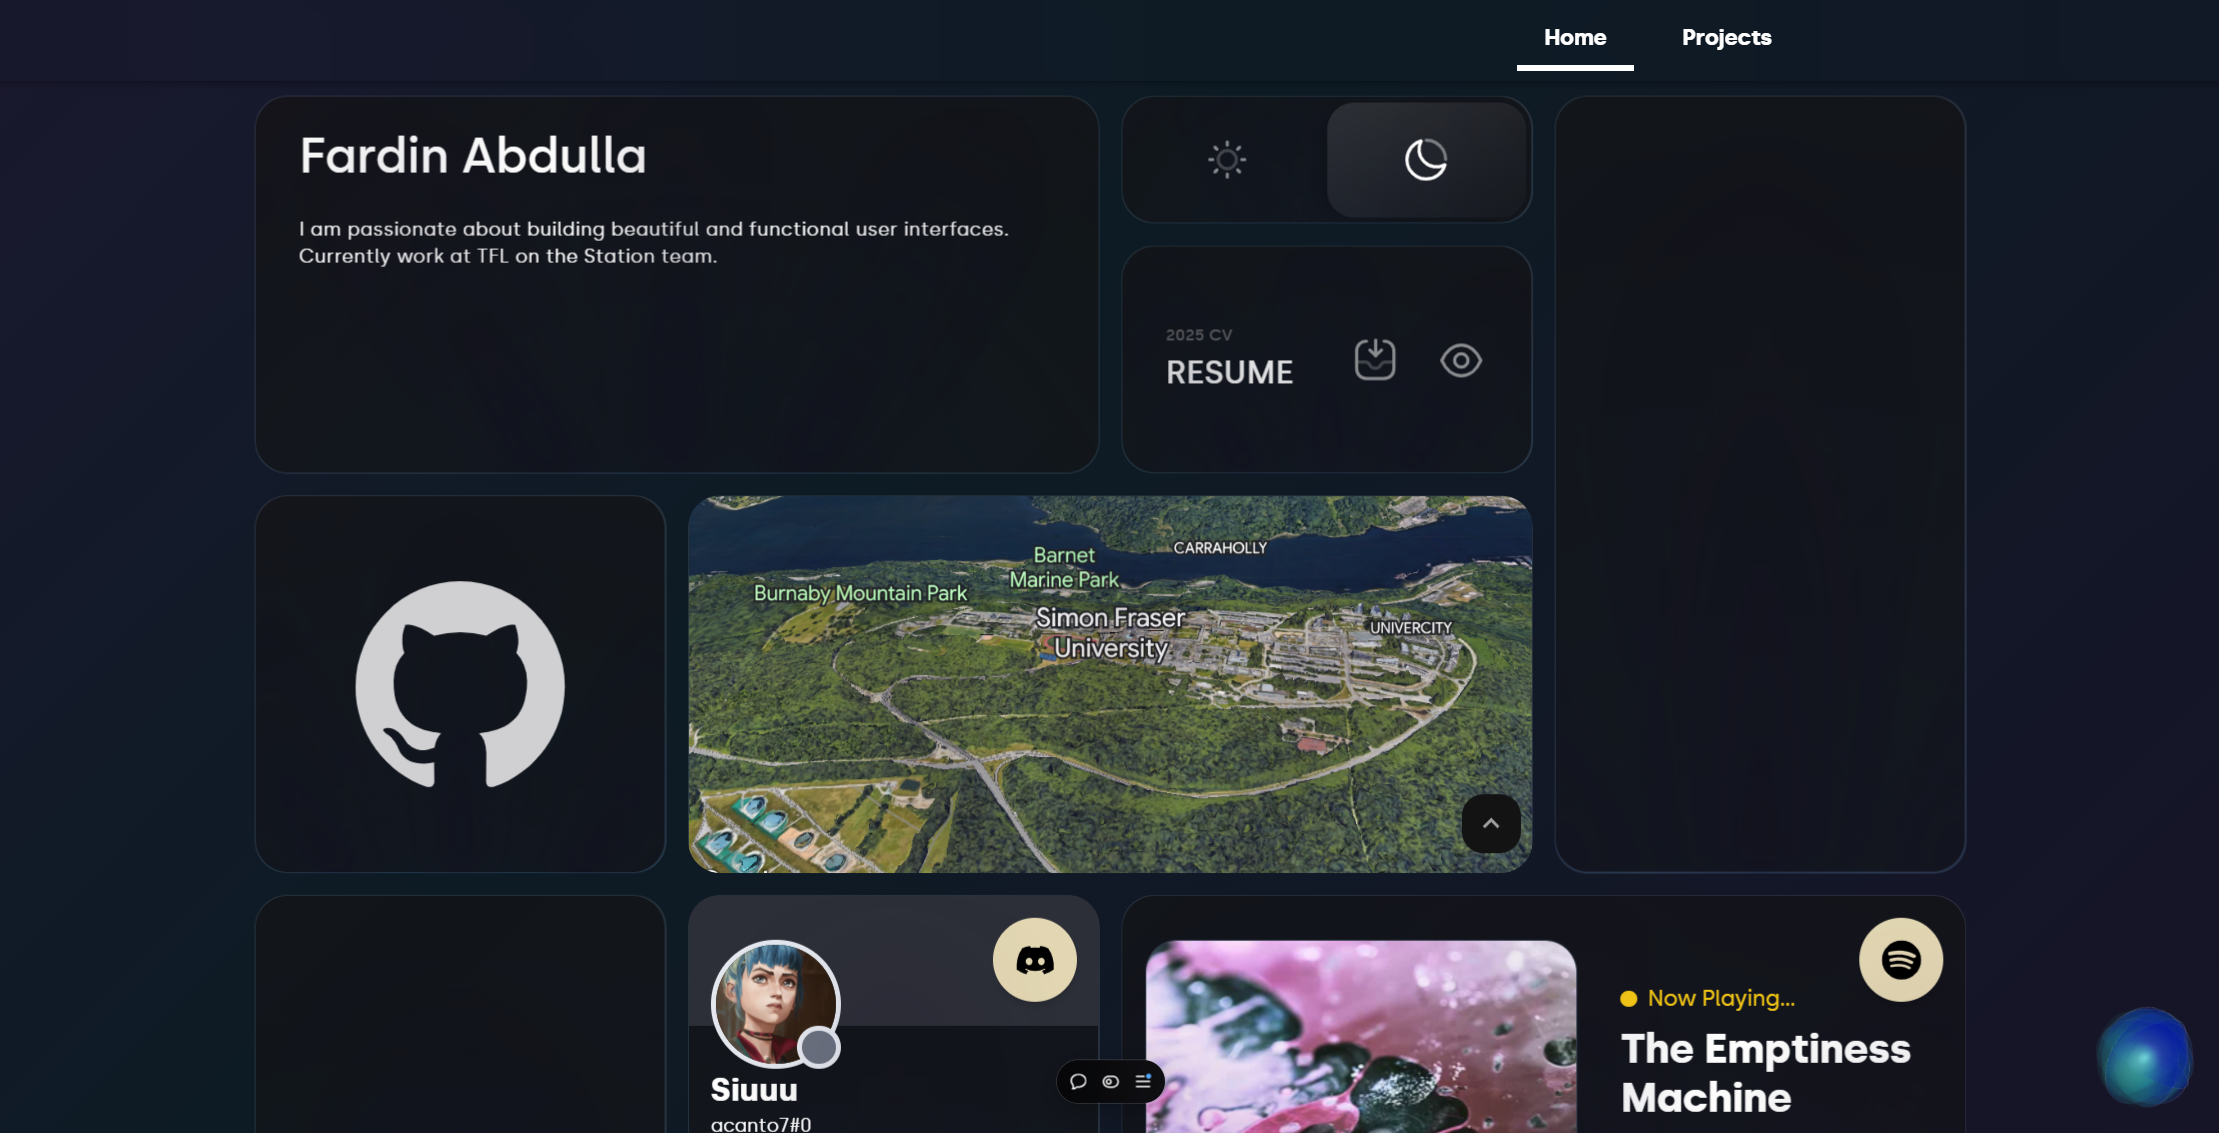 Home
Projects
Fardin Abdulla
I am passionate about building beautiful and functional user interfaces.
Currently work at TFL on the Station team.
2025 CV
RESUME
CARRAHOLLY
Barnet
Marine Park
Burnaby Mountain Park
Simon Fraser
University
UNIVERCITY
Now Playing...
The Emptiness
Machine
Siuuu
acanto7#0